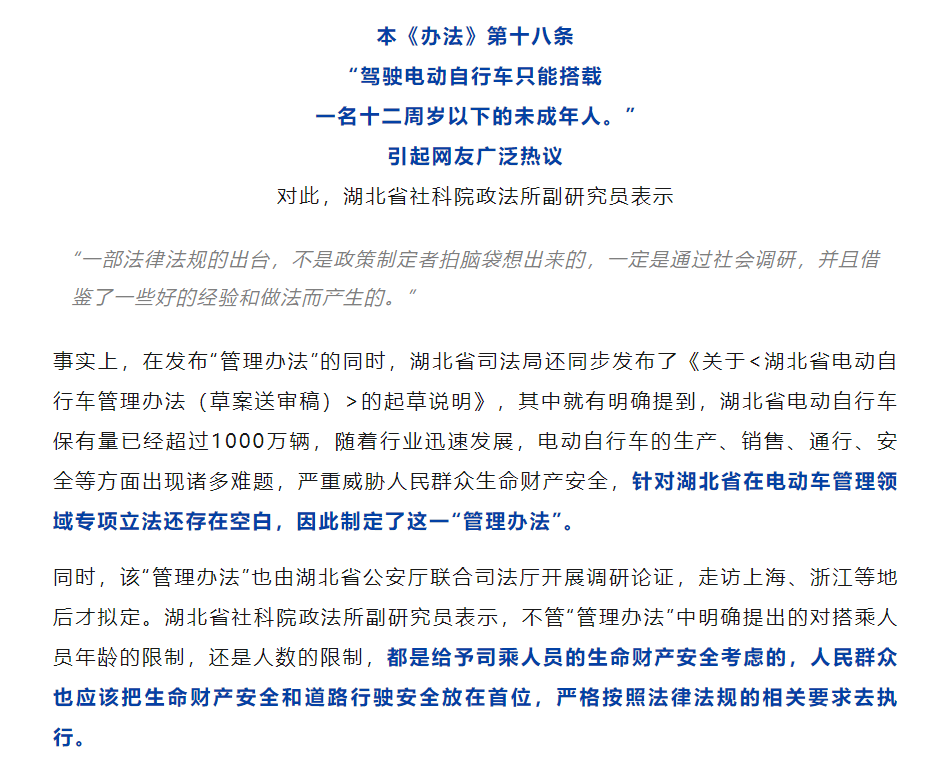 本《办法》第十八条
“驾驶电动自行车只能搭载
一名十二周岁以下的未成年人。”
引起网友广泛热议
对此，湖北省社科院政法所副研究员表示
“一部法律法规的出台，不是政策制定者拍脑袋想出来的，一定是通过社会调研，并且借
鉴了一些好的经验和做法而产生的。”
事实上，在发布“管理办法”的同时，湖北省司法局还同步发布了《关于<湖北省电动自
行车管理办法（草案送审稿）>的起草说明》，其中就有明确提到，湖北省电动自行车
保有量已经超过1000万辆，随着行业迅速发展，电动自行车的生产、销售、通行、安
全等方面出现诸多难题，严重威胁人民群众生命财产安全，针对湖北省在电动车管理领
域专项立法还存在空白，因此制定了这一“管理办法”。
同时，该“管理办法”也由湖北省公安厅联合司法厅开展调研论证，走访上海、浙江等地
后才拟定。湖北省社科院政法所副研究员表示，不管“管理办法”中明确提出的对搭乘人
员年龄的限制，还是人数的限制，都是给予司乘人员的生命财产安全考虑的，人民群众
也应该把生命财产安全和道路行驶安全放在首位，严格按照法律法规的相关要求去执
行。